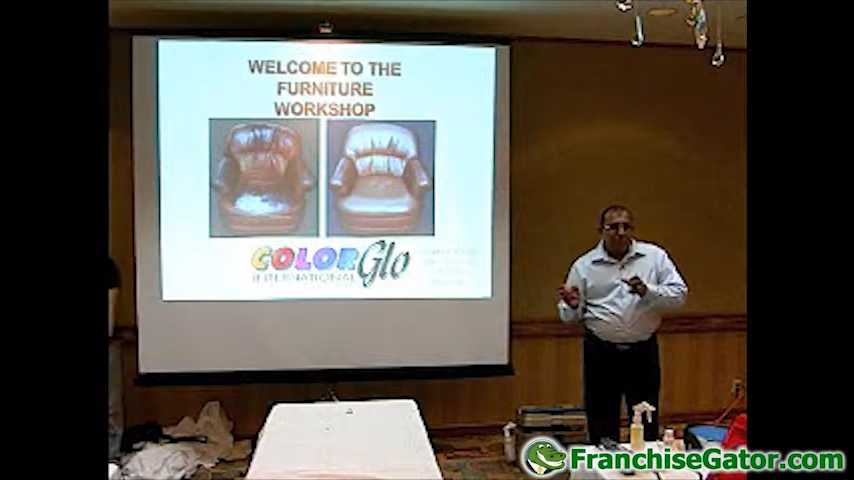 WELCOME TO THE
FURNITURE
WORKSHOP
COLORGlo
INTERNATIONAL
FranchiseGator.com